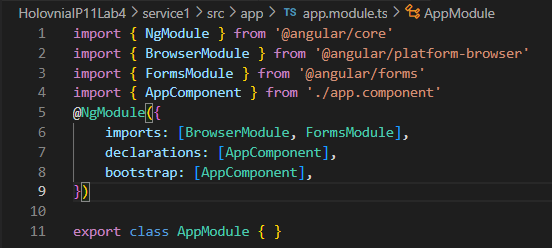 HolovniaIP11Lab4 > service1 > src > app > TS app.module.ts > AppModule
1 import { NgModule } from '@angular/core'
2 import { BrowserModule } from '@angular/platform-browser'
3 import { FormsModule } from '@angular/forms'
4 import { AppComponent } from './app.component'
5 @NgModule({
6 imports: [BrowserModule, FormsModule],
7 declarations: [AppComponent],
8 bootstrap: [AppComponent],
9 })
10
11 export class AppModule { }